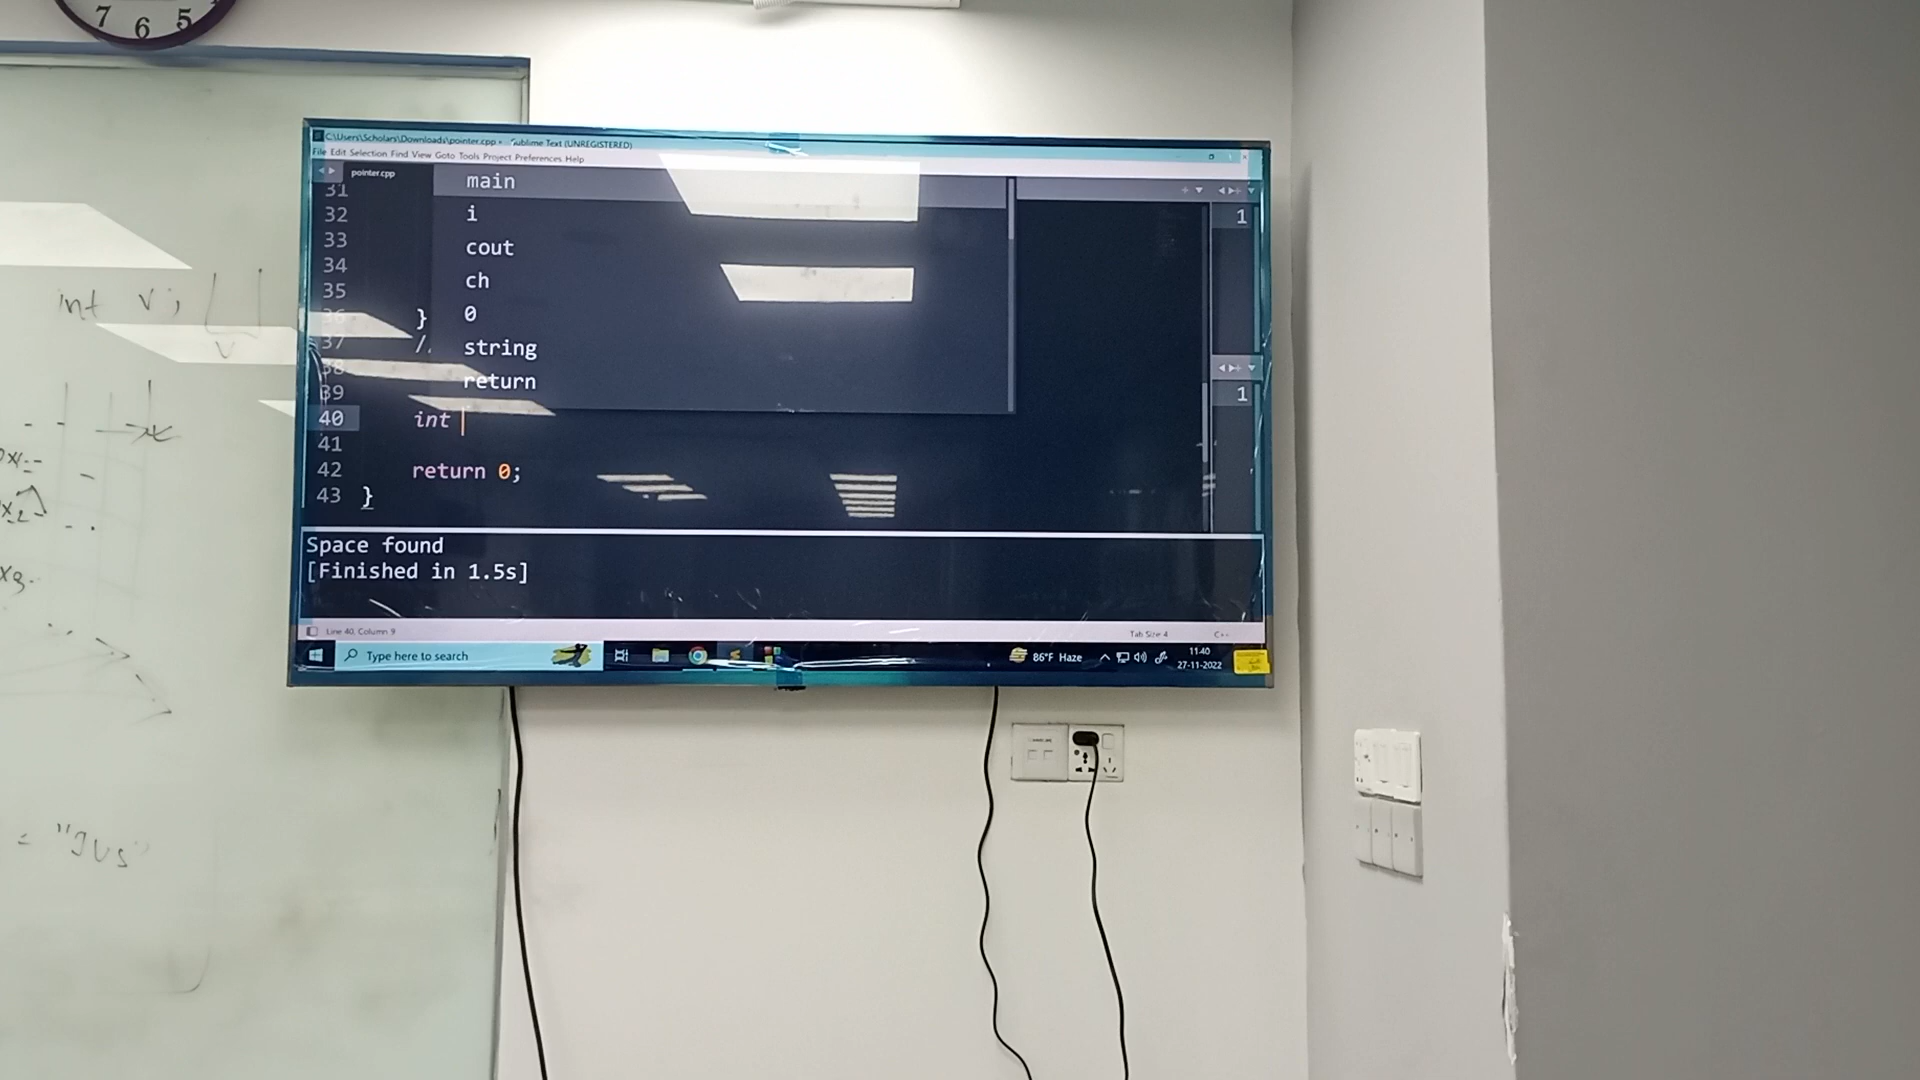 7 6 5
C:\Users\Scholars\Downloads\pointer.cpp • - Sublime Text (UNREGISTERED)
File Edit Selection Find View Goto Tools Project Preferences Help
pointer.cpp
31
32
33
34
35
36 }
37 /
38
39
40 int
41
42 return 0;
43 }
main
i
cout
ch
0
string
return
1
1
Space found
[Finished in 1.5s]
Line 40, Column 9
Tab Size 4
C++
Type here to search
86°F Haze
11:40
27-11-2022
int v;
v
= "JVS"